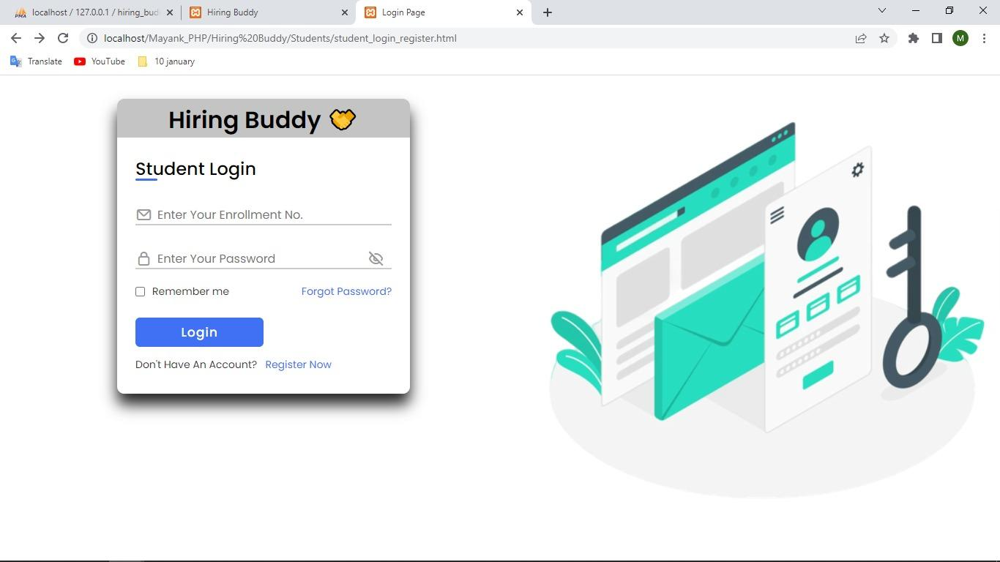 PMA localhost / 127.0.0.1 / hiring_bud
Hiring Buddy
Login Page
localhost/Mayank_PHP/Hiring%20Buddy/Students/student_login_register.html
M
Translate
YouTube
10 january
Hiring Buddy
Student Login
Enter Your Enrollment No.
Enter Your Password
Remember me
Forgot Password?
Login
Don't Have An Account? Register Now